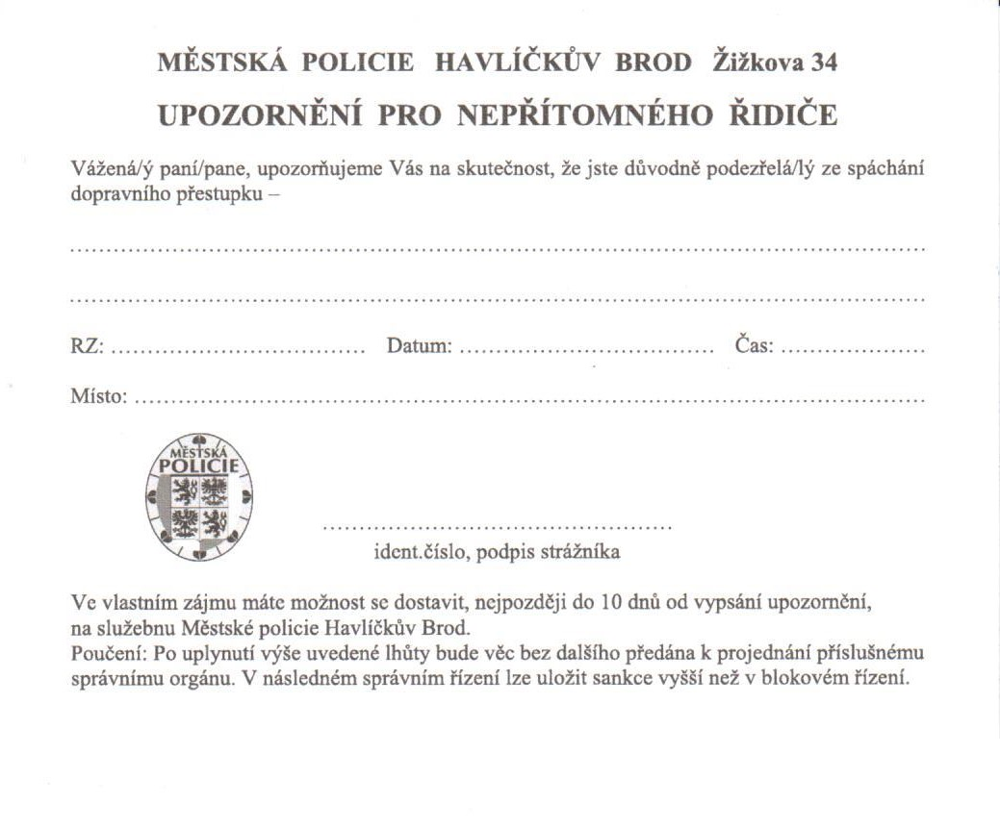 MĚSTSKÁ POLICIE HAVLÍČKŮV BROD Žižkova 34
UPOZORNĚNÍ PRO NEPŘÍTOMNÉHO ŘIDIČE
Vážená/ý paní/pane, upozorňujeme Vás na skutečnost, že jste důvodně podezřelá/lý ze spáchání
dopravního přestupku –
................................................................................
................................................................................
RZ: .................................... Datum: .................................... Čas: ....................
Místo: ................................................................................
MĚSTSKÁ
POLICIE
.................................................
ident.číslo, podpis strážníka
Ve vlastním zájmu máte možnost se dostavit, nejpozději do 10 dnů od vypsání upozornění,
na služebnu Městské policie Havlíčkův Brod.
Poučení: Po uplynutí výše uvedené lhůty bude věc bez dalšího předána k projednání příslušnému
správnímu orgánu. V následném správním řízení lze uložit sankce vyšší než v blokovém řízení.